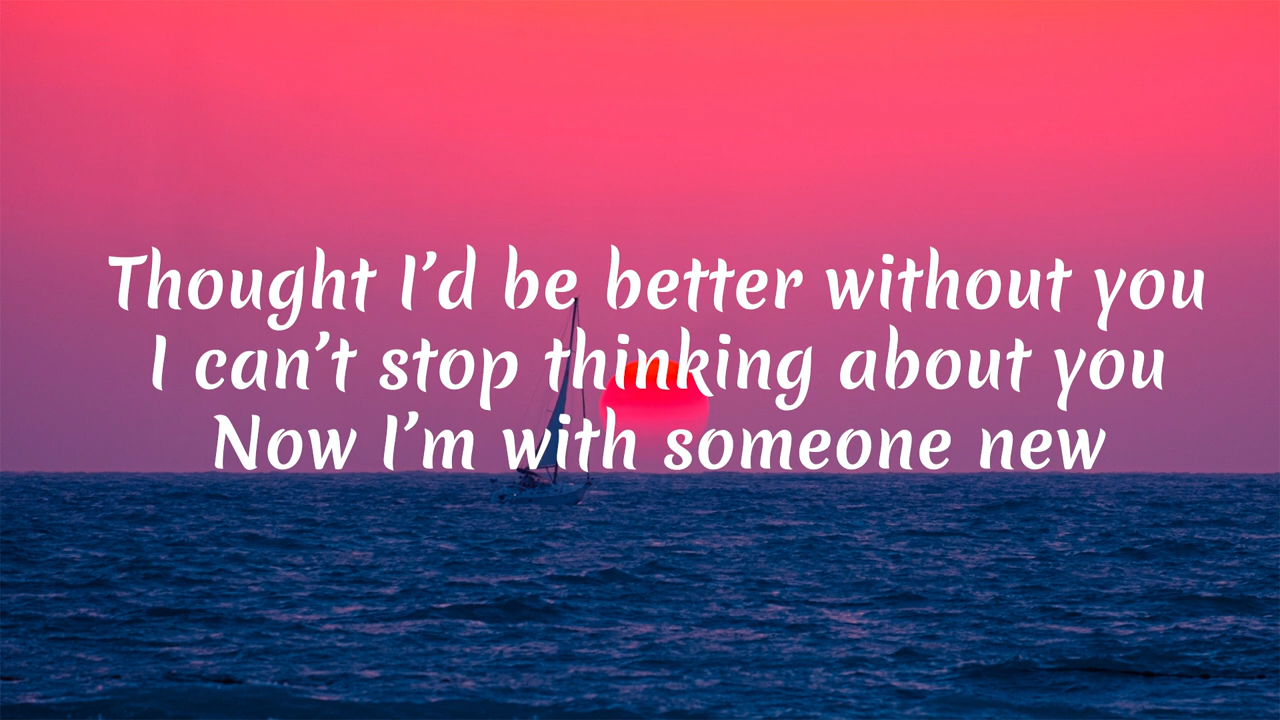 Thought I’d be better without you
I can’t stop thinking about you
Now I’m with someone new